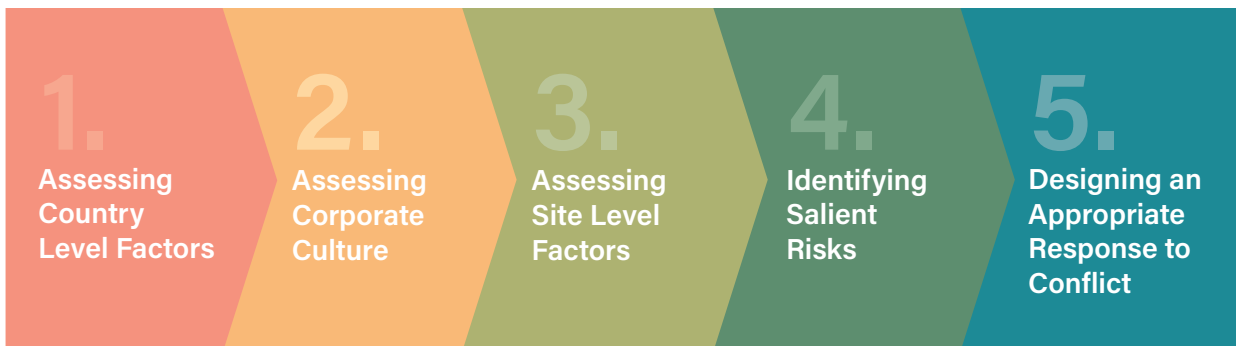 1.
Assessing
Country
Level Factors
2.
Assessing
Corporate
Culture
3.
Assessing
Site Level
Factors
4.
Identifying
Salient
Risks
5.
Designing an
Appropriate
Response to
Conflict